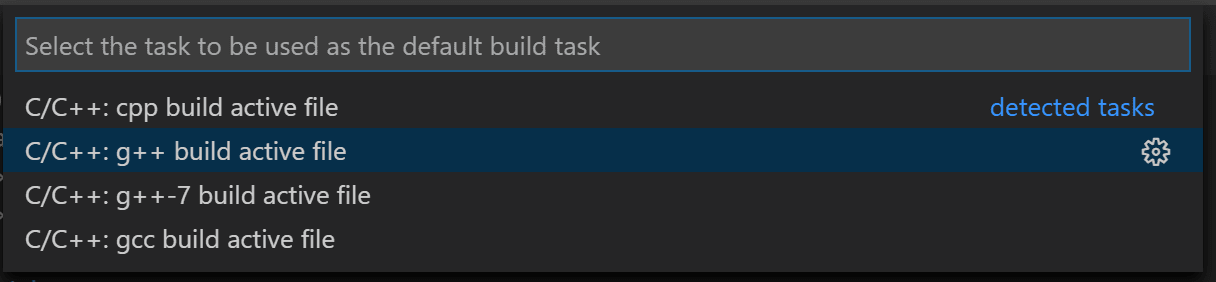 Select the task to be used as the default build task
C/C++: cpp build active file detected tasks
C/C++: g++ build active file
C/C++: g++-7 build active file
C/C++: gcc build active file